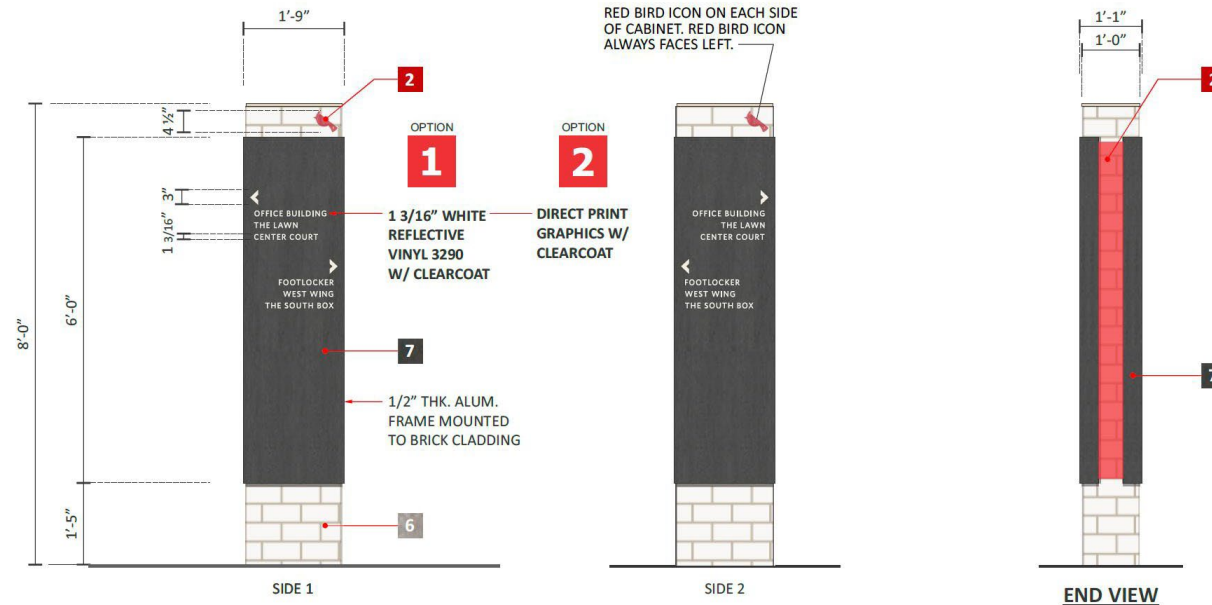 1'-9"
RED BIRD ICON ON EACH SIDE
OF CABINET. RED BIRD ICON
ALWAYS FACES LEFT.
1'-1"
1'-0"
2
2
4 ½"
OPTION
1
OPTION
2
3"
1 3/16"
OFFICE BUILDING
THE LAWN
CENTER COURT
FOOTLOCKER
WEST WING
THE SOUTH BOX
1 3/16" WHITE
REFLECTIVE
VINYL 3290
W/ CLEARCOAT
DIRECT PRINT
GRAPHICS W/
CLEARCOAT
OFFICE BUILDING
THE LAWN
CENTER COURT
FOOTLOCKER
WEST WING
THE SOUTH BOX
8'-0"
6'-0"
7
7
1/2" THK. ALUM.
FRAME MOUNTED
TO BRICK CLADDING
1'-5"
6
SIDE 1
SIDE 2
END VIEW